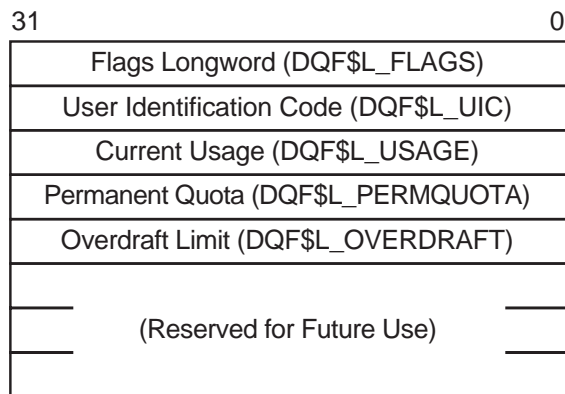 31 0
Flags Longword (DQF$L_FLAGS)
User Identification Code (DQF$L_UIC)
Current Usage (DQF$L_USAGE)
Permanent Quota (DQF$L_PERMQUOTA)
Overdraft Limit (DQF$L_OVERDRAFT)
(Reserved for Future Use)